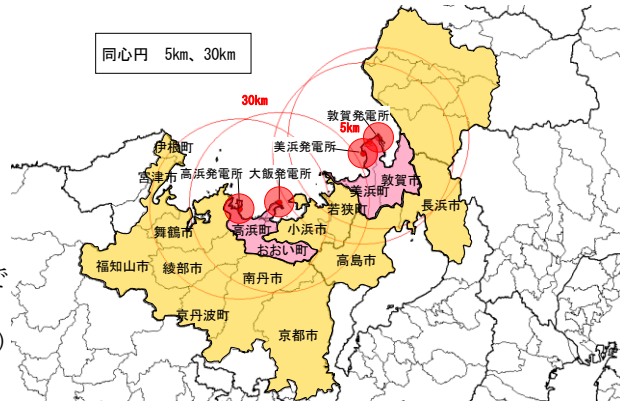 同心円 5km、30km
30km
敦賀発電所
5km
美浜発電所
伊根町
宮津市
高浜発電所
大飯発電所
美浜町
敦賀市
若狭町
長浜市
舞鶴市
高浜町
小浜市
おおい町
高島市
福知山市
綾部市
南丹市
京丹波町
京都市
で
)